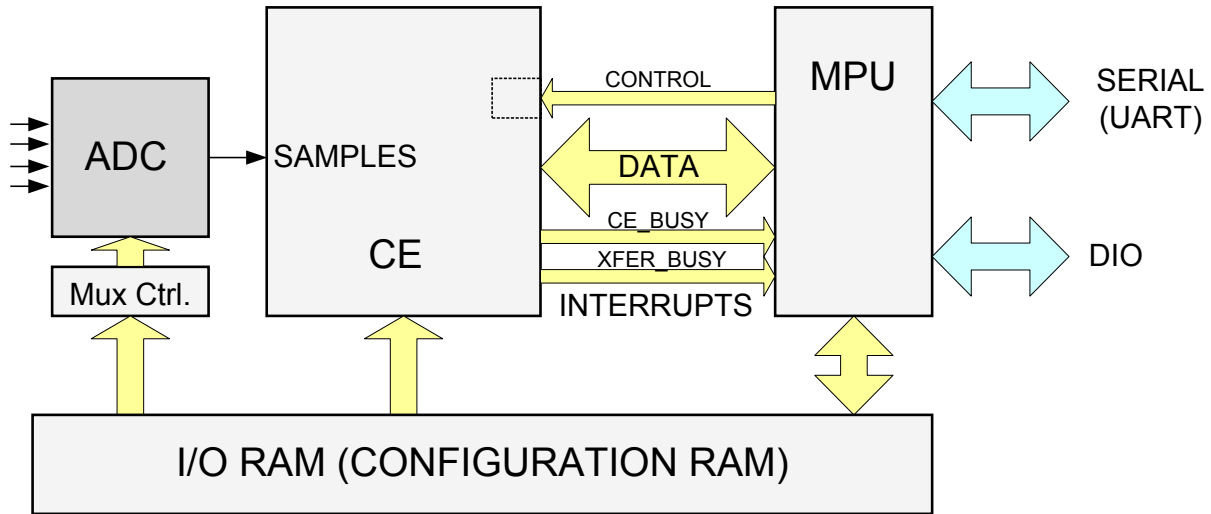 CONTROL
MPU
SERIAL
(UART)
ADC
SAMPLES
DATA
CE_BUSY
CE
XFER_BUSY
DIO
Mux Ctrl.
INTERRUPTS
I/O RAM (CONFIGURATION RAM)